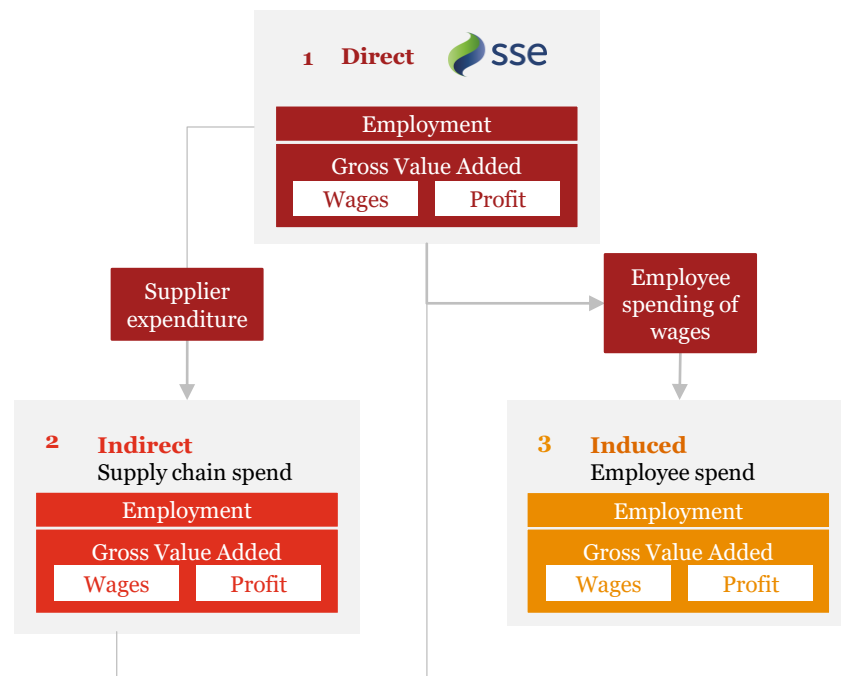 1 Direct sse
Employment
Gross Value Added
Wages Profit
Supplier
expenditure
Employee
spending of
wages
2 Indirect
Supply chain spend
Employment
Gross Value Added
Wages Profit
3 Induced
Employee spend
Employment
Gross Value Added
Wages Profit